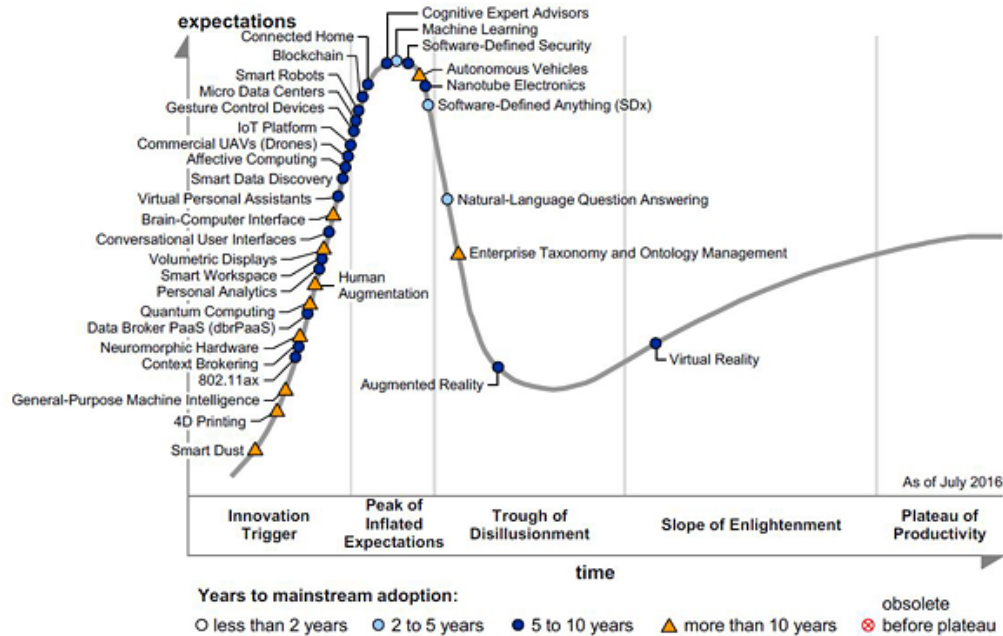 expectations
Cognitive Expert Advisors
Machine Learning
Connected Home
Software-Defined Security
Blockchain
Autonomous Vehicles
Smart Robots
Nanotube Electronics
Micro Data Centers
Gesture Control Devices
Software-Defined Anything (SDx)
IoT Platform
Commercial UAVs (Drones)
Affective Computing
Smart Data Discovery
Virtual Personal Assistants
Natural-Language Question Answering
Brain-Computer Interface
Conversational User Interfaces
Volumetric Displays
Enterprise Taxonomy and Ontology Management
Smart Workspace
Personal Analytics
Human
Augmentation
Quantum Computing
Data Broker PaaS (dbrPaaS)
Neuromorphic Hardware
Context Brokering
802.11ax
Virtual Reality
Augmented Reality
General-Purpose Machine Intelligence
4D Printing
Smart Dust
As of July 2016
Innovation
Trigger
Peak of
Inflated
Expectations
Trough of
Disillusionment
Slope of Enlightenment
Plateau of
Productivity
time
Years to mainstream adoption:
less than 2 years
2 to 5 years
5 to 10 years
more than 10 years
obsolete
before plateau